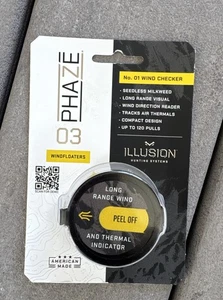 PHAZE
03
WINDFLOATERS
No. 01 WIND CHECKER
• SEEDLESS MILKWEED
• LONG RANGE VISUAL
• WIND DIRECTION READER
• TRACKS AIR THERMALS
• COMPACT DESIGN
• UP TO 120 PULLS
ILLUSION
HUNTING SYSTEMS
LONG
RANGE WIND
PEEL OFF
AND THERMAL
INDICATOR
AMERICAN
MADE